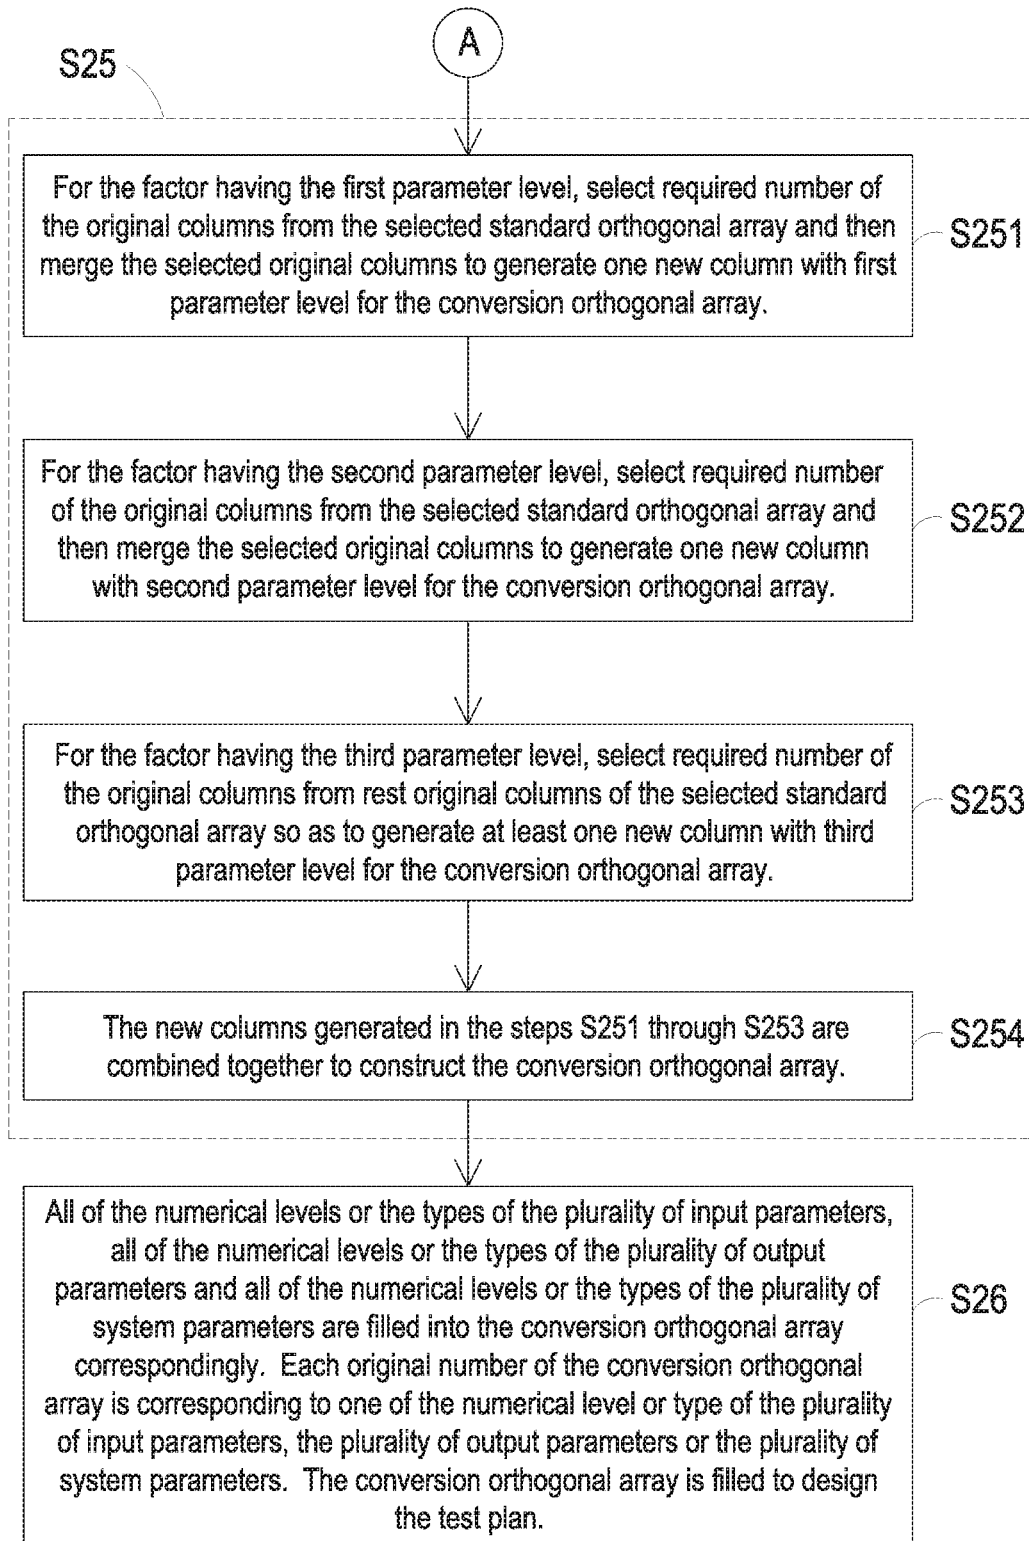 A
S25
For the factor having the first parameter level, select required number of
the original columns from the selected standard orthogonal array and then
merge the selected original columns to generate one new column with first
parameter level for the conversion orthogonal array.
S251
For the factor having the second parameter level, select required number
of the original columns from the selected standard orthogonal array and
then merge the selected original columns to generate one new column
with second parameter level for the conversion orthogonal array.
S252
For the factor having the third parameter level, select required number of
the original columns from rest original columns of the selected standard
orthogonal array so as to generate at least one new column with third
parameter level for the conversion orthogonal array.
S253
The new columns generated in the steps S251 through S253 are
combined together to construct the conversion orthogonal array.
S254
All of the numerical levels or the types of the plurality of input parameters,
all of the numerical levels or the types of the plurality of output
parameters and all of the numerical levels or the types of the plurality of
system parameters are filled into the conversion orthogonal array
correspondingly. Each original number of the conversion orthogonal
array is corresponding to one of the numerical level or type of the plurality
of input parameters, the plurality of output parameters or the plurality of
system parameters. The conversion orthogonal array is filled to design
the test plan.
S26